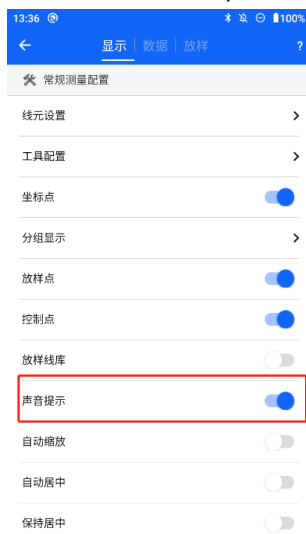 13:36 100%
显示 数据 放样 ?
常规测量配置
线元设置
工具配置
坐标点
分组显示
放样点
控制点
放样线库
声音提示
自动缩放
自动居中
保持居中